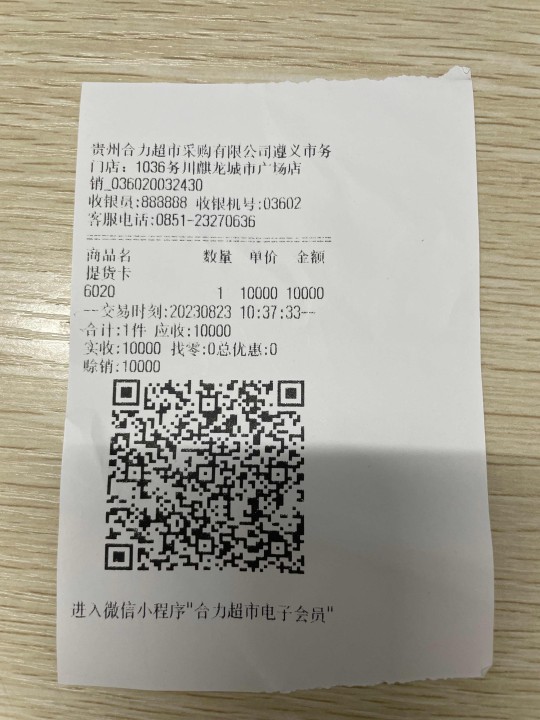 贵州合力超市采购有限公司遵义市务
门店：1036务川麒龙城市广场店
销_036020032430
收银员:888888 收银机号:03602
客服电话:0851-23270636
商品名 数量 单价 金额
提货卡
6020 1 10000 10000
--交易时刻:20230823 10:37:33--
合计:1件 应收:10000
实收:10000 找零:0总优惠:0
赊销:10000
进入微信小程序"合力超市电子会员"